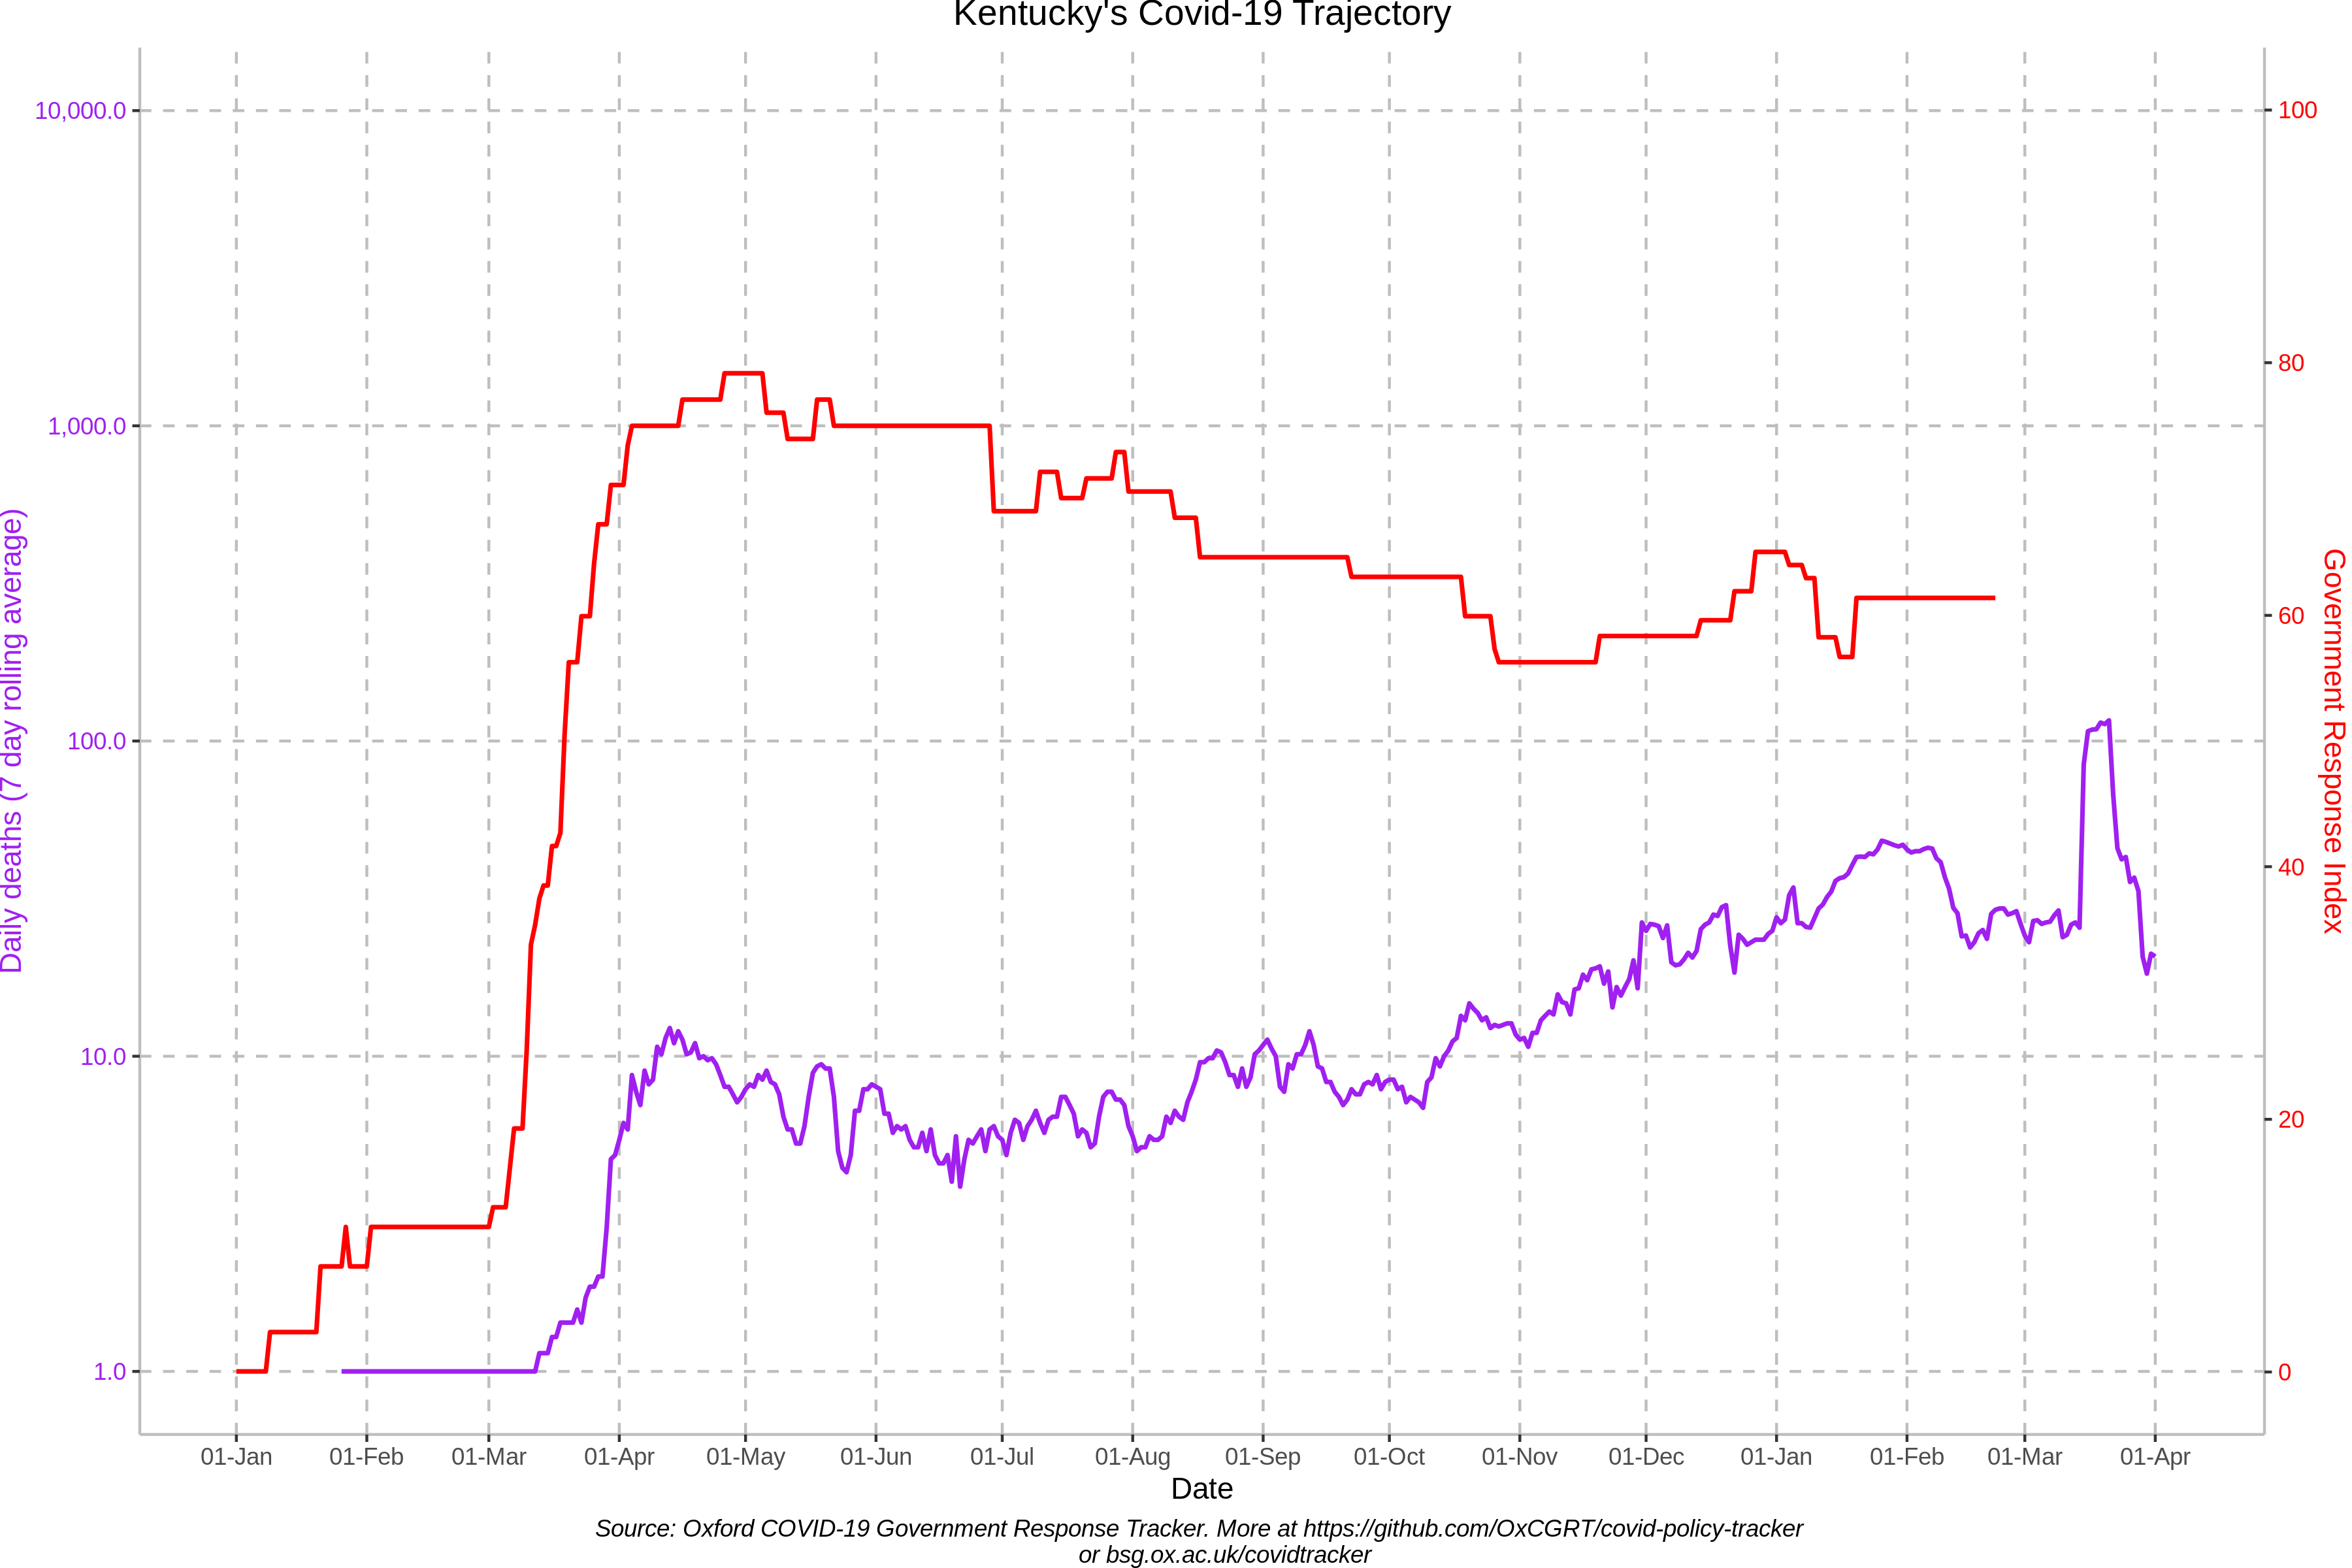 Kentucky's Covid-19 Trajectory
10,000.0
1,000.0
100.0
10.0
1.0
Daily deaths (7 day rolling average)
100
80
60
40
20
0
Government Response Index
01-Jan 01-Feb 01-Mar 01-Apr 01-May 01-Jun 01-Jul 01-Aug 01-Sep 01-Oct 01-Nov 01-Dec 01-Jan 01-Feb 01-Mar 01-Apr
Date
Source: Oxford COVID-19 Government Response Tracker. More at https://github.com/OxCGRT/covid-policy-tracker
or bsg.ox.ac.uk/covidtracker